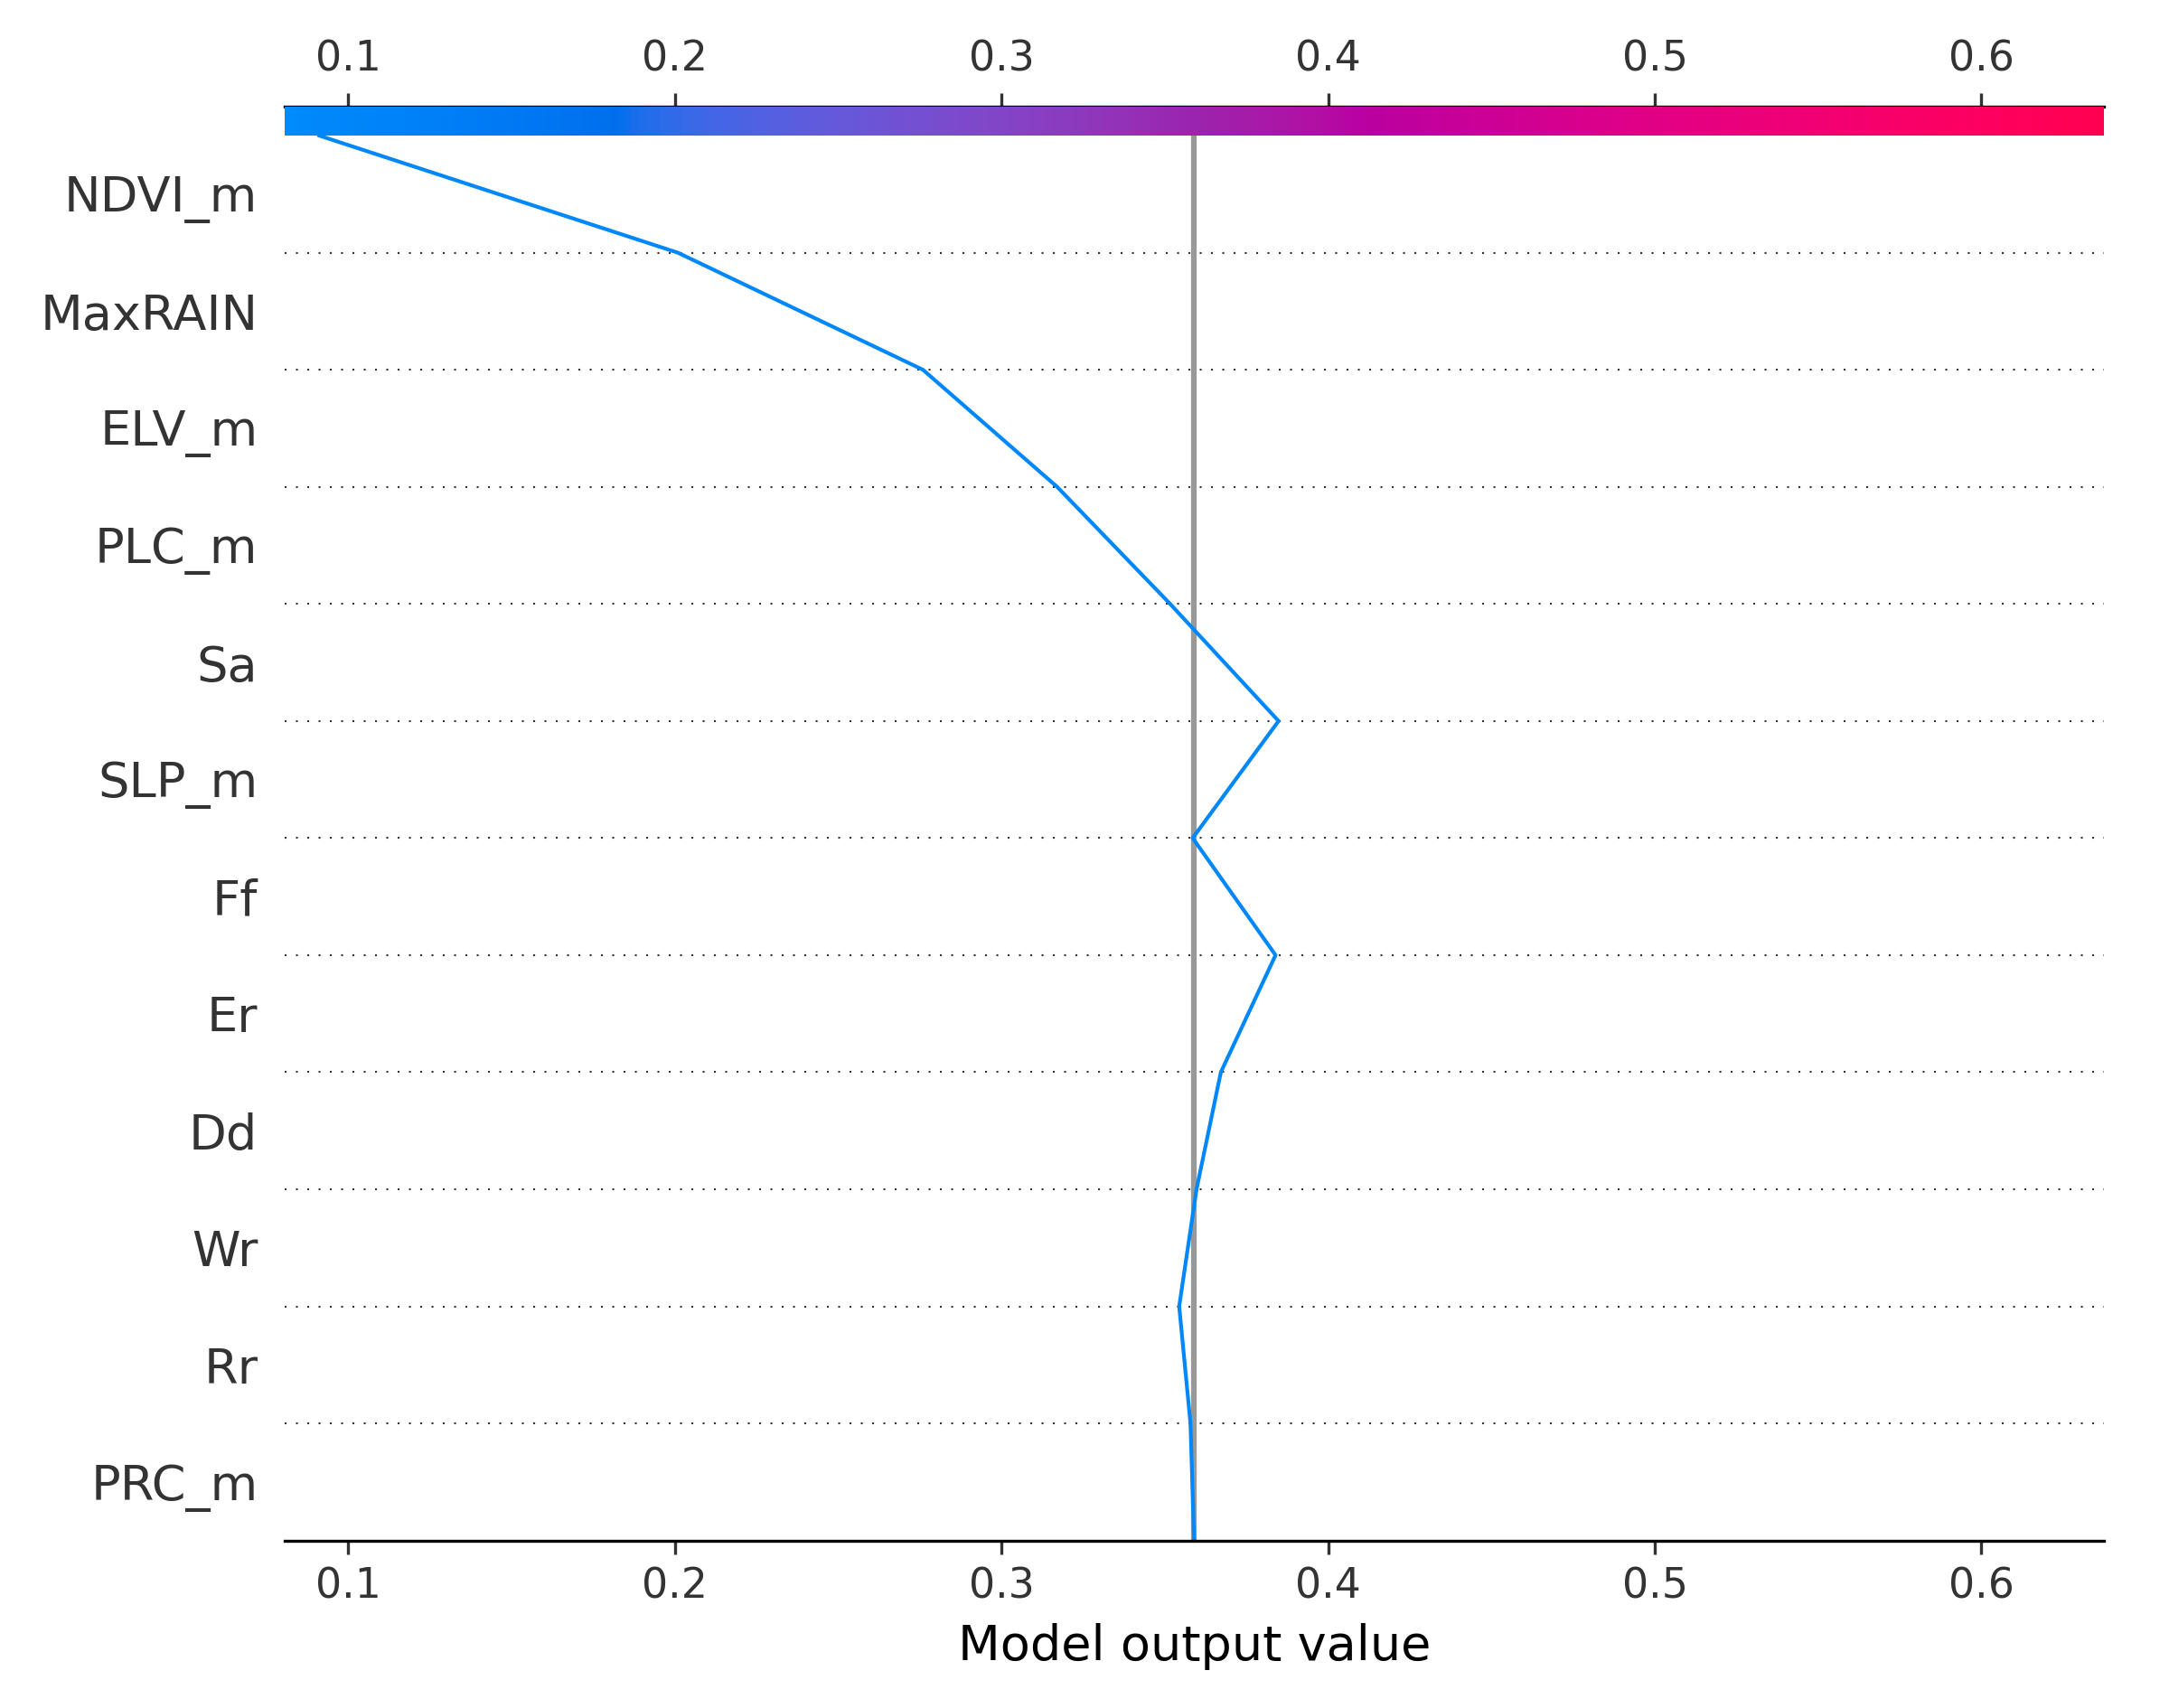 0.1 0.2 0.3 0.4 0.5 0.6
NDVI_m
MaxRAIN
ELV_m
PLC_m
Sa
SLP_m
Ff
Er
Dd
Wr
Rr
PRC_m
0.1 0.2 0.3 0.4 0.5 0.6
Model output value